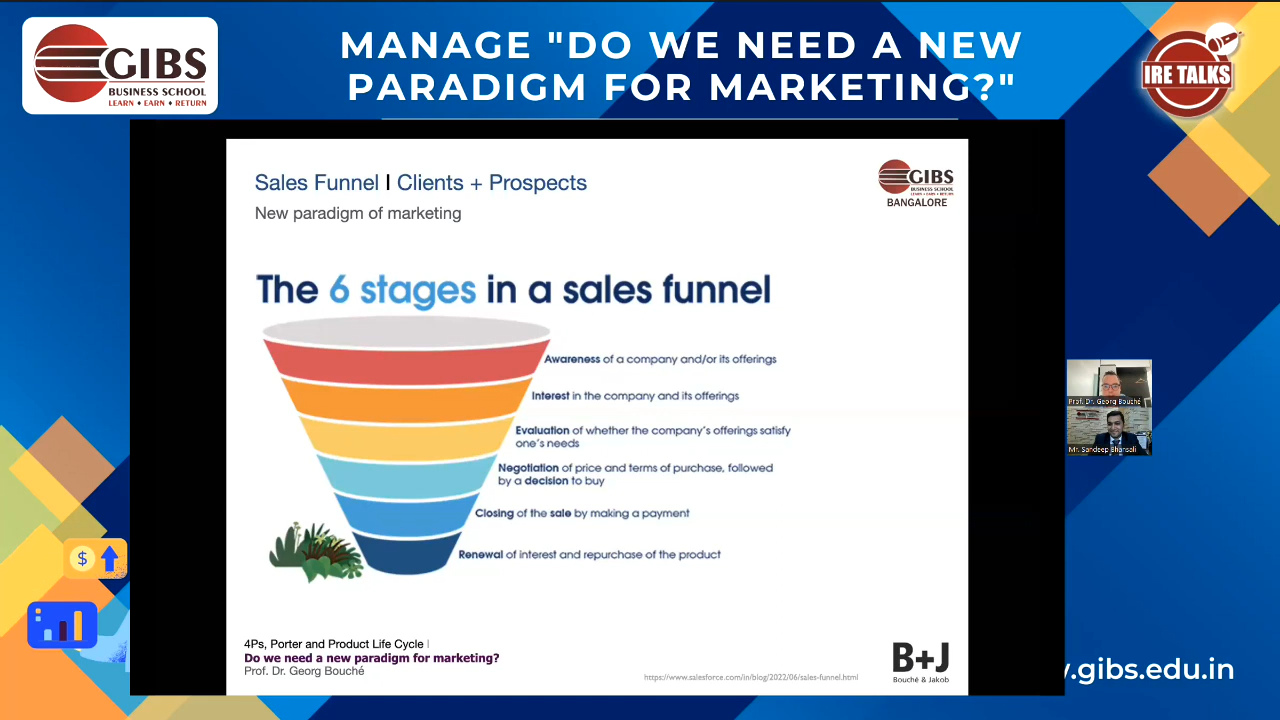 GIBS
BUSINESS SCHOOL
LEARN ♦ EARN ♦ RETURN
MANAGE "DO WE NEED A NEW
PARADIGM FOR MARKETING?"
IRE TALKS
Sales Funnel I Clients + Prospects
New paradigm of marketing
GIBS
BUSINESS SCHOOL
LEARN ♦ EARN ♦ RETURN
BANGALORE
The 6 stages in a sales funnel
Awareness of a company and/or its offerings
Interest in the company and its offerings
Evaluation of whether the company's offerings satisfy
one's needs
Negotiation of price and terms of purchase, followed
by a decision to buy
Closing of the sale by making a payment
Renewal of interest and repurchase of the product
Prof. Dr. Georg Bouché
Mr. Sandeep Bhansali
$
4Ps, Porter and Product Life Cycle |
Do we need a new paradigm for marketing?
Prof. Dr. Georg Bouché
https://www.salesforce.com/in/blog/2022/06/sales-funnel.html
B+J
Bouché & Jakob
.gibs.edu.in